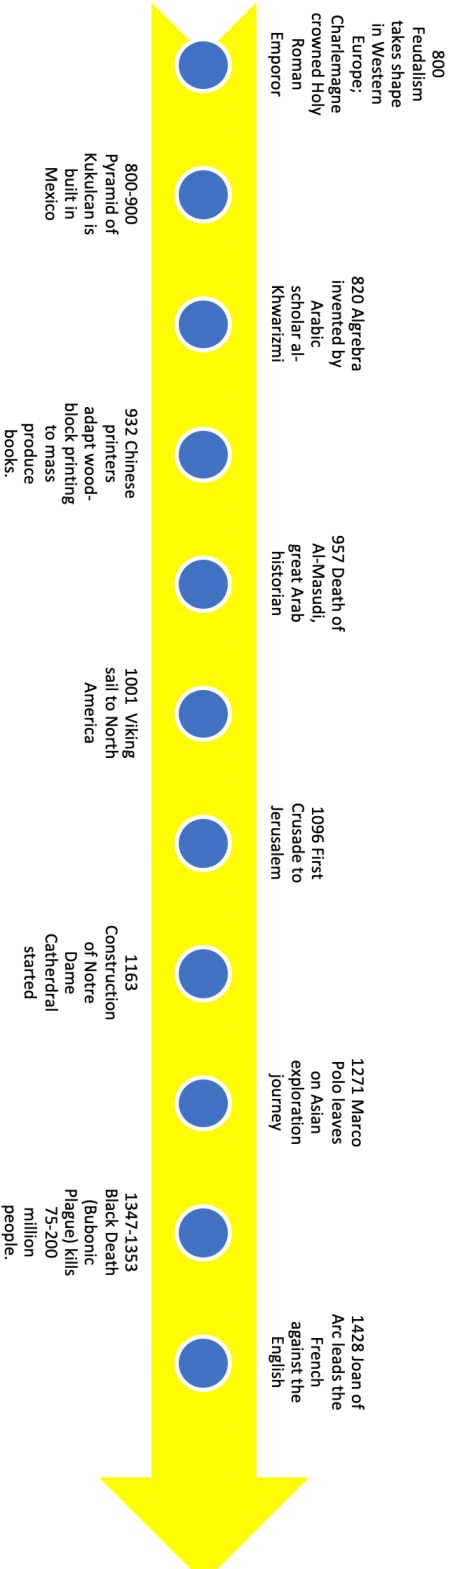 800
Feudalism
takes shape
in Western
Europe;
Charlemagne
crowned Holy
Roman
Emporor
800-900
Pyramid of
Kukulcan is
built in
Mexico
820 Algrebra
invented by
Arabic
scholar al-
Khwarizmi
932 Chinese
printers
adapt wood-
block printing
to mass
produce
books.
957 Death of
Al-Masudi,
great Arab
historian
1001 Viking
sail to North
America
1096 First
Crusade to
Jerusalem
1163
Construction
of Notre
Dame
Catherdral
started
1271 Marco
Polo leaves
on Asian
exploration
journey
1347-1353
Black Death
(Bubonic
Plague) kills
75-200
million
people.
1428 Joan of
Arc leads the
French
against the
English